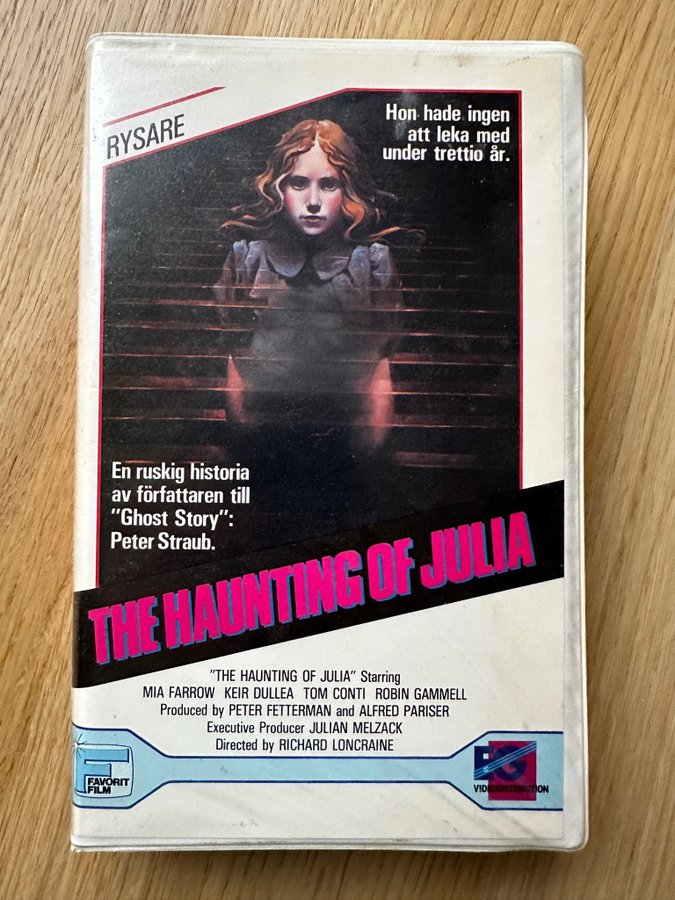 RYSARE
Hon hade ingen
att leka med
under trettio år.
En ruskig historia
av författaren till
"Ghost Story":
Peter Straub.
THE HAUNTING OF JULIA
"THE HAUNTING OF JULIA" Starring
MIA FARROW KEIR DULLEA TOM CONTI ROBIN GAMMELL
Produced by PETER FETTERMAN and ALFRED PARISER
Executive Producer JULIAN MELZACK
Directed by RICHARD LONCRAINE
FAVORIT
FILM
EG
VIDEODISTRIBUTION